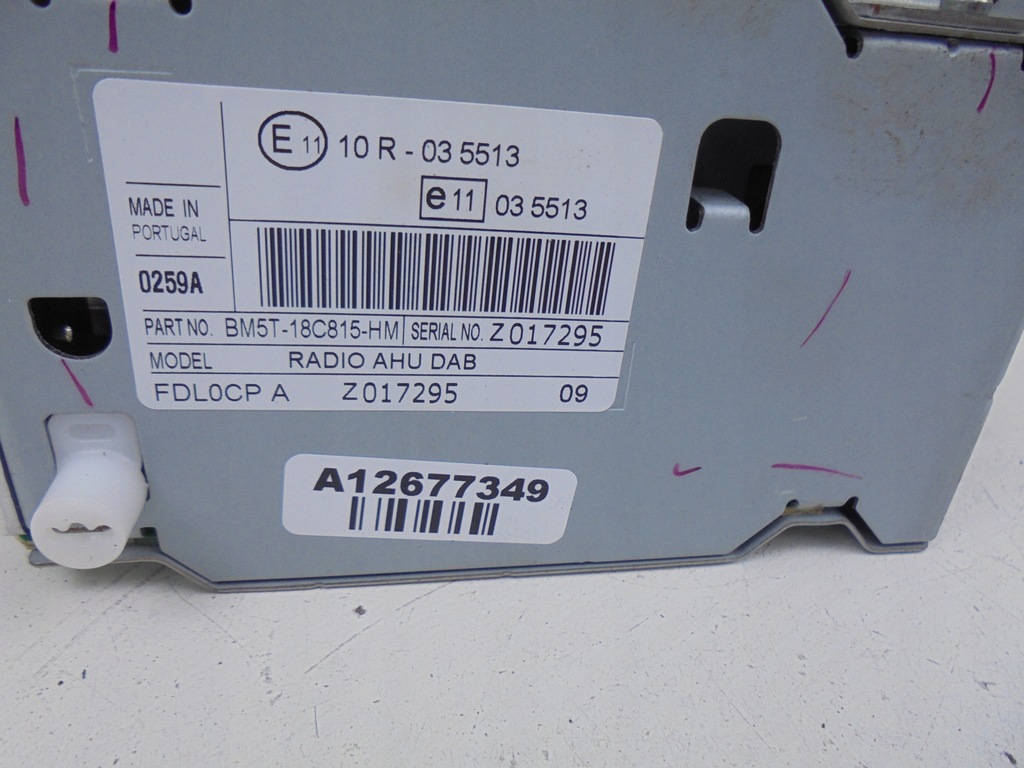 E 11 10 R - 03 5513
e 11 03 5513
MADE IN
PORTUGAL
0259A
PART NO. BM5T-18C815-HM SERIAL NO. Z017295
MODEL RADIO AHU DAB
FDL0CP A Z017295 09
A12677349